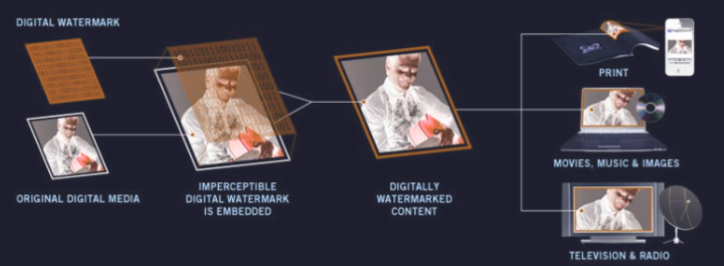 DIGITAL WATERMARK
ORIGINAL DIGITAL MEDIA
IMPERCEPTIBLE
DIGITAL WATERMARK
IS EMBEDDED
DIGITALLY
WATERMARKED
CONTENT
PRINT
MOVIES, MUSIC & IMAGES
TELEVISION & RADIO